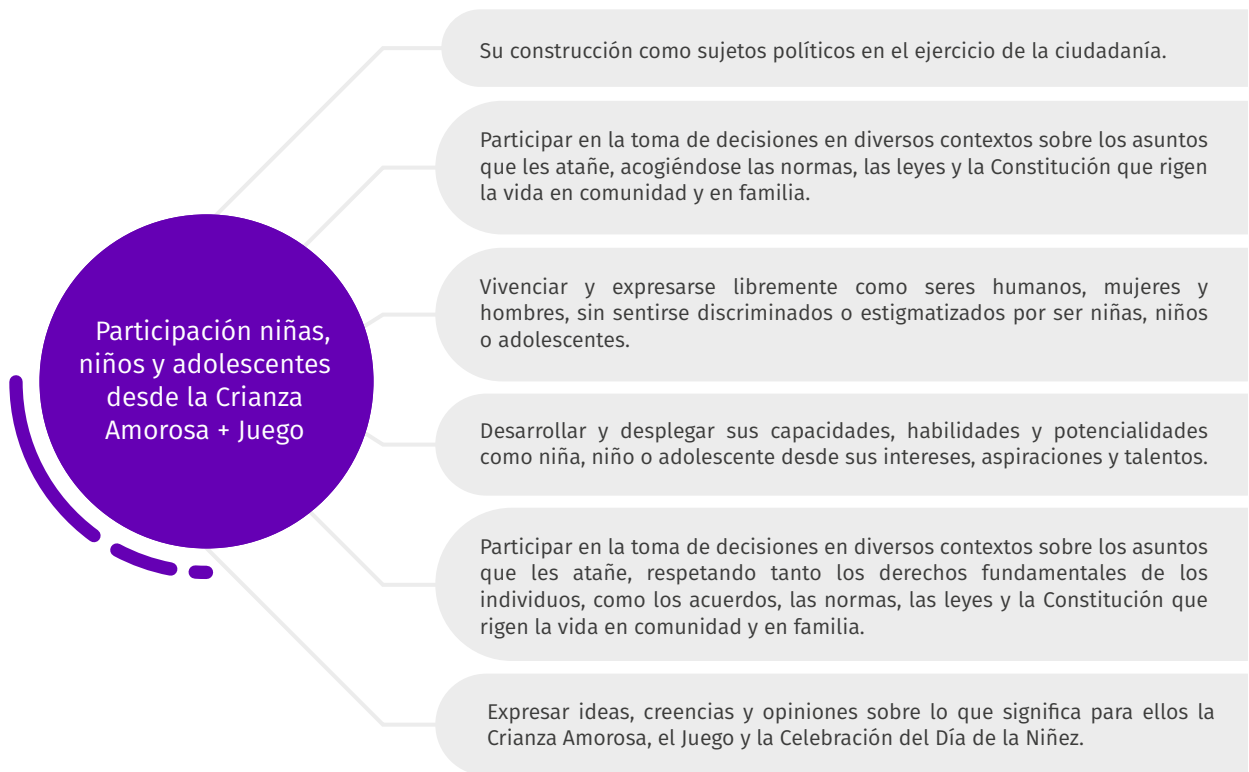 Su construcción como sujetos políticos en el ejercicio de la ciudadanía.
Participar en la toma de decisiones en diversos contextos sobre los asuntos
que les atañe, acogiéndose las normas, las leyes y la Constitución que rigen
la vida en comunidad y en familia.
Vivenciar y expresarse libremente como seres humanos, mujeres y
hombres, sin sentirse discriminados o estigmatizados por ser niñas, niños
o adolescentes.
Participación niñas,
niños y adolescentes
desde la Crianza
Amorosa + Juego
Desarrollar y desplegar sus capacidades, habilidades y potencialidades
como niña, niño o adolescente desde sus intereses, aspiraciones y talentos.
Participar en la toma de decisiones en diversos contextos sobre los asuntos
que les atañe, respetando tanto los derechos fundamentales de los
individuos, como los acuerdos, las normas, las leyes y la Constitución que
rigen la vida en comunidad y en familia.
Expresar ideas, creencias y opiniones sobre lo que significa para ellos la
Crianza Amorosa, el Juego y la Celebración del Día de la Niñez.